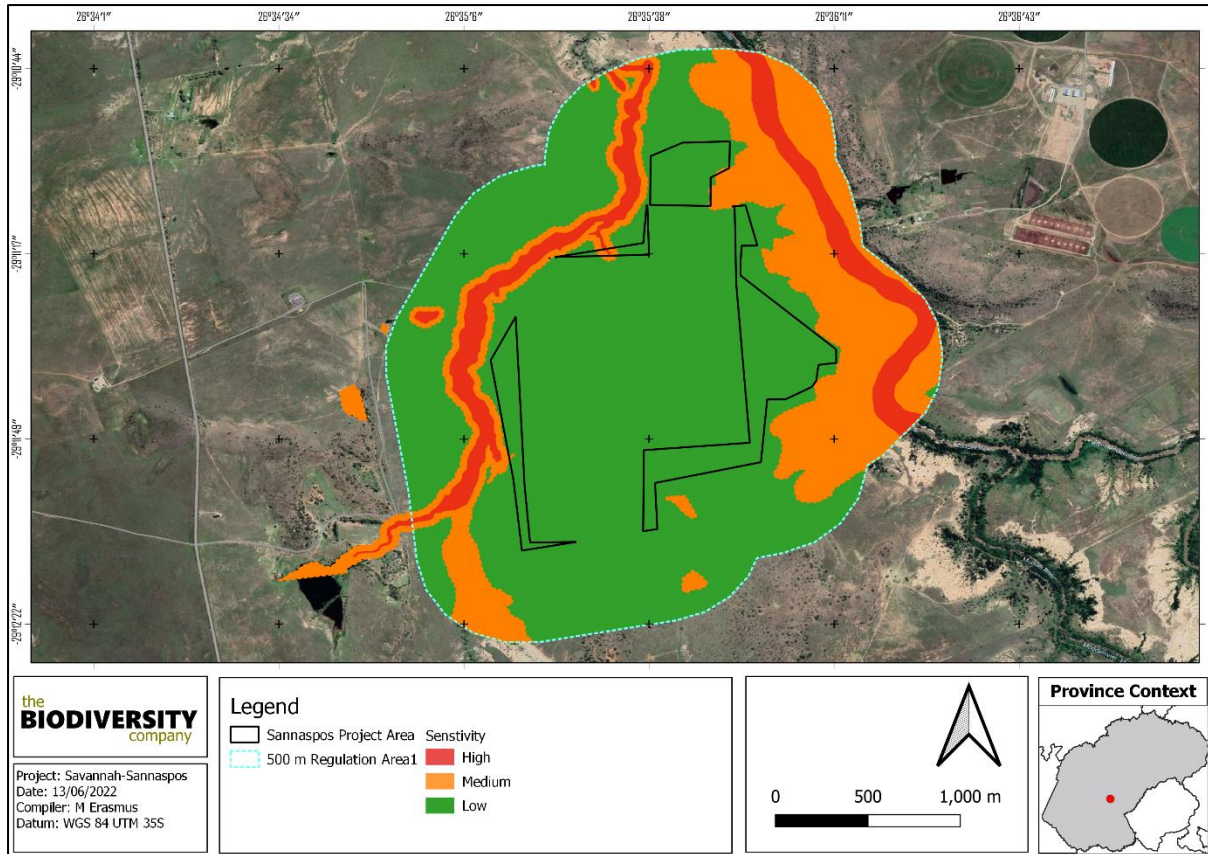 26°34'1" 26°34'34" 26°35'6" 26°35'38" 26°36'11" 26°36'43"
-29°10'44"
-29°11'17"
-29°11'49"
-29°12'22"
the
BIODIVERSITY
company
Project: Savannah-Sannaspos
Date: 13/06/2022
Compiler: M Erasmus
Datum: WGS 84 UTM 35S
Legend
Sannaspos Project Area
500 m Regulation Area1
Senstivity
High
Medium
Low
0 500 1,000 m
Province Context